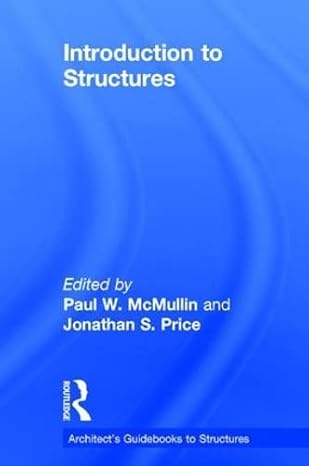 Introduction to
Structures
Edited by
Paul W. McMullin and
Jonathan S. Price
ROUTLEDGE
Architect's Guidebooks to Structures